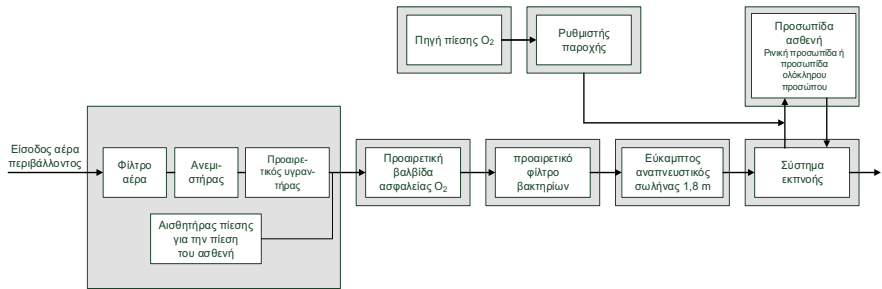 Πηγή πίεσης O₂
Ρυθμιστής
παροχής
Προσωπίδα
ασθενή
Ρινική προσωπίδα ή
προσωπίδα
ολόκληρου
προσώπου
Είσοδος αέρα
περιβάλλοντος
Φίλτρο
αέρα
Ανεμι-
στήρας
Προαιρε-
τικός υγραν-
τήρας
Προαιρετική
βαλβίδα
ασφαλείας O₂
προαιρετικό
φίλτρο
βακτηρίων
Εύκαμπτος
αναπνευστικός
σωλήνας 1,8 m
Σύστημα
εκπνοής
Αισθητήρας πίεσης
για την πίεση
του ασθενή